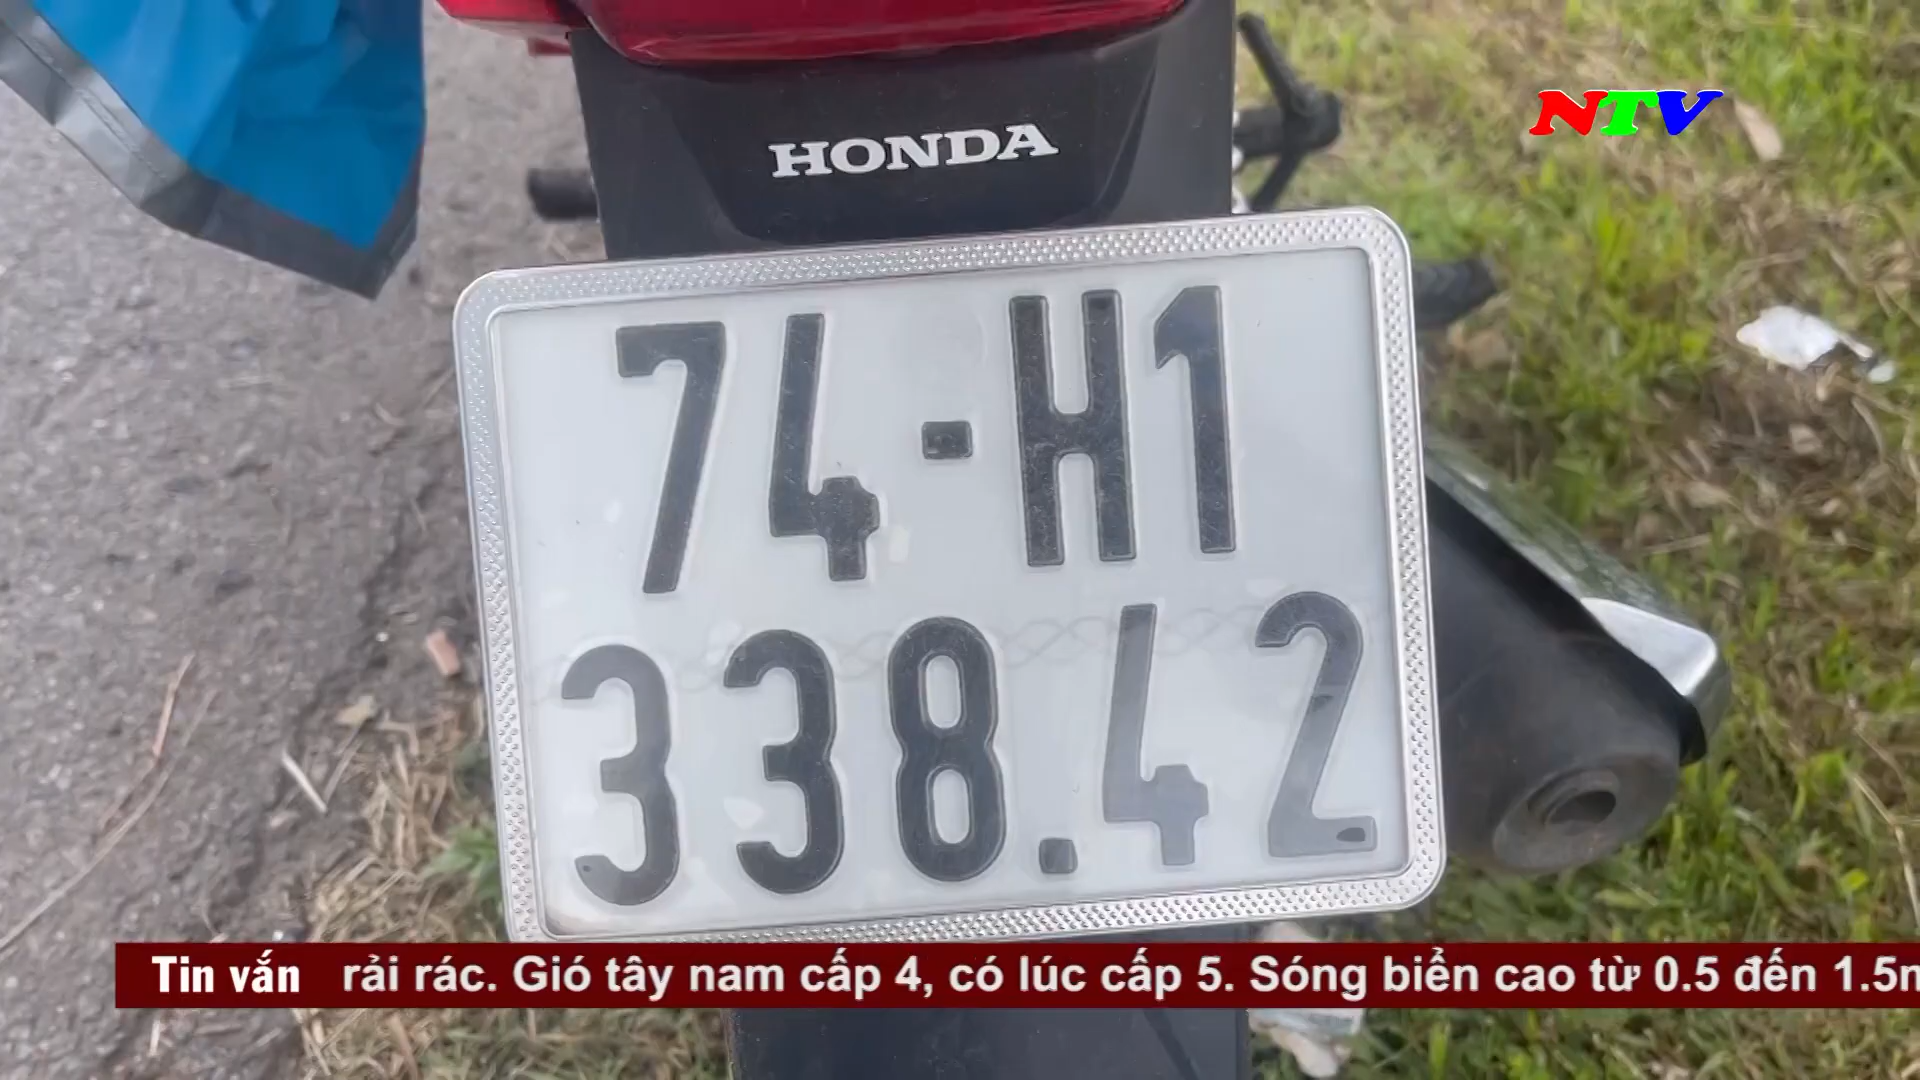 NTV
HONDA
74-H1
338.42
Tin vắn rải rác. Gió tây nam cấp 4, có lúc cấp 5. Sóng biển cao từ 0.5 đến 1.5m